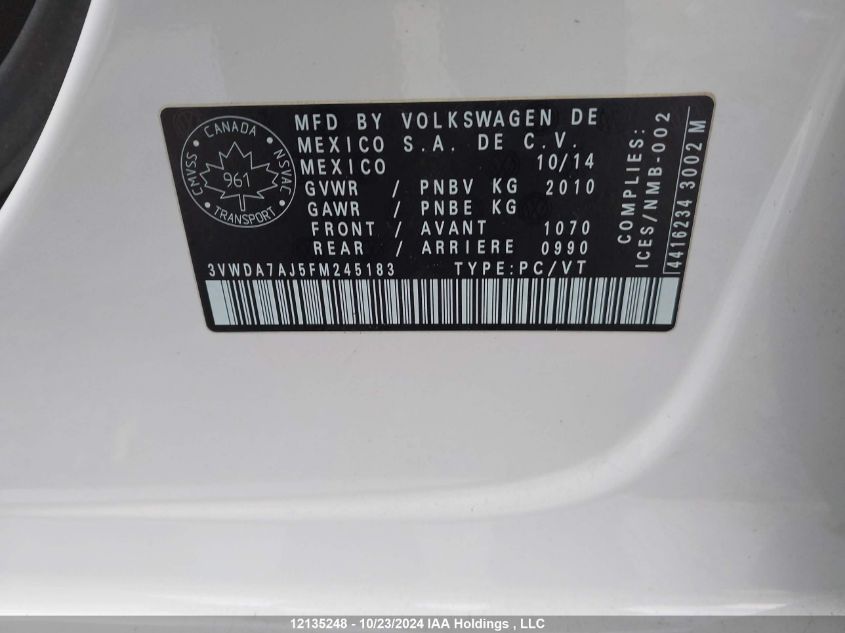 CANADA
CMVSS
NSVAC
961
• TRANSPORT •
MFD BY VOLKSWAGEN DE
MEXICO S.A. DE C.V.
MEXICO 10/14
GVWR / PNBV KG 2010
GAWR / PNBE KG
FRONT / AVANT 1070
REAR / ARRIERE 0990
3VWDA7AJ5FM245183 TYPE:PC/VT
COMPLIES:
ICES/NMB-002
4416234 3002 M
12135248 - 10/23/2024 IAA Holdings , LLC